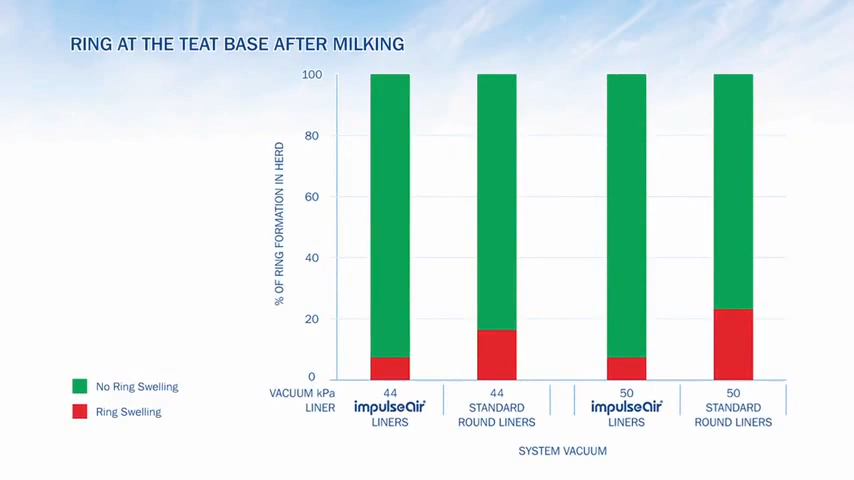 RING AT THE TEAT BASE AFTER MILKING
% OF RING FORMATION IN HERD
100
80
60
40
20
0
No Ring Swelling
Ring Swelling
VACUUM kPa 44 44 50 50
LINER impulseAir® STANDARD impulseAir® STANDARD
LINERS ROUND LINERS LINERS ROUND LINERS
SYSTEM VACUUM